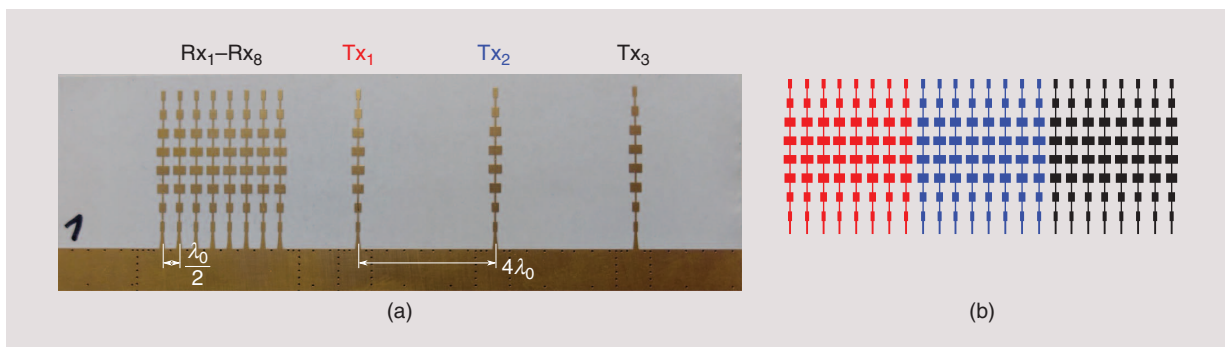 Rx₁–Rx₈ Tx₁ Tx₂ Tx₃
1
λ₀/2
4λ₀
(a) (b)